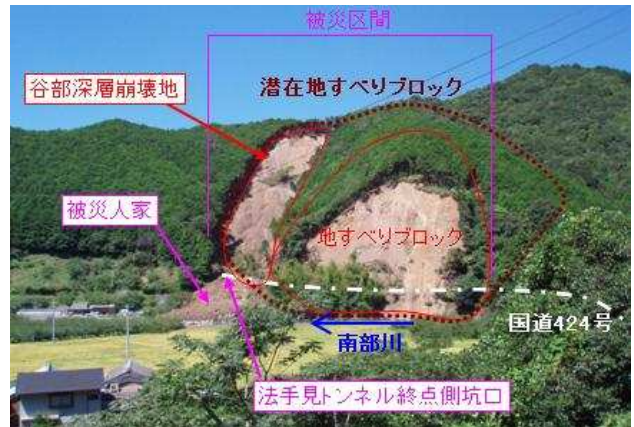 被災区間
谷部深層崩壊地
潜在地すべりブロック
被災人家
地すべりブロック
国道424号
南部川
法手見トンネル終点側坑口